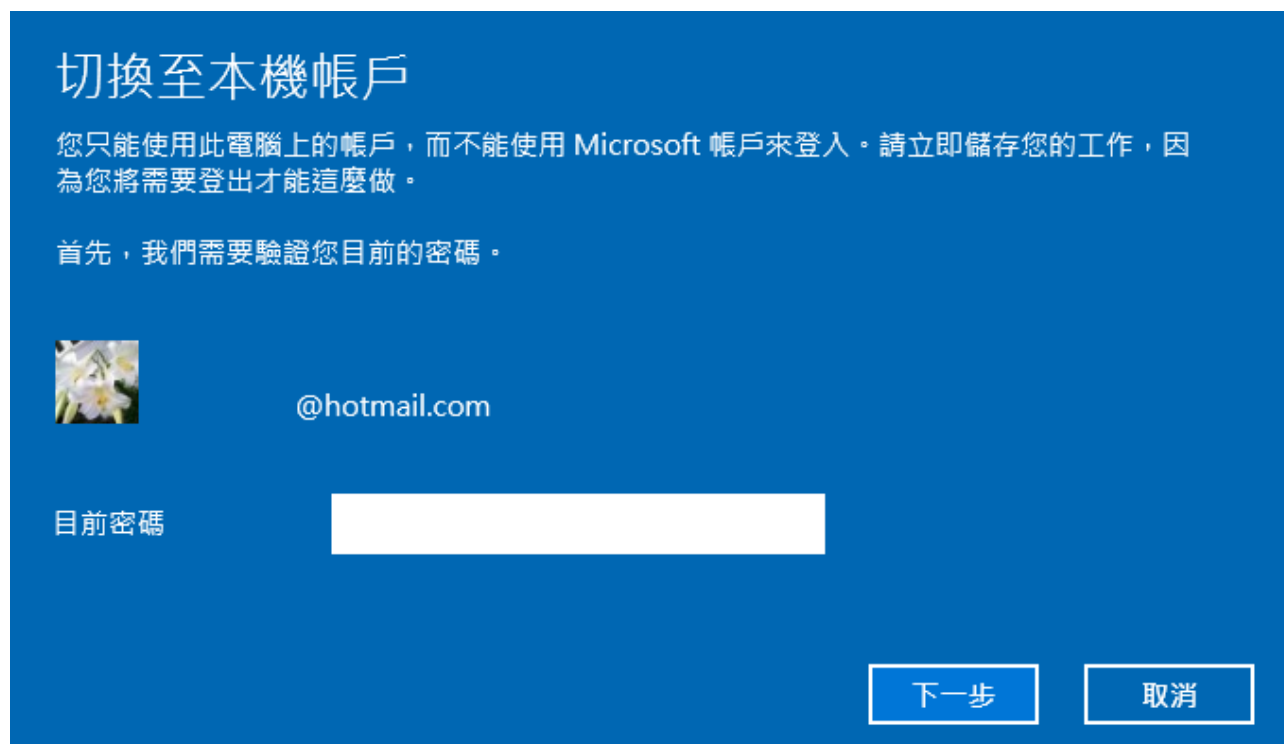 切換至本機帳戶
您只能使用此電腦上的帳戶，而不能使用 Microsoft 帳戶來登入。請立即儲存您的工作，因
為您將需要登出才能這麼做。
首先，我們需要驗證您目前的密碼。
@hotmail.com
目前密碼
下一步
取消